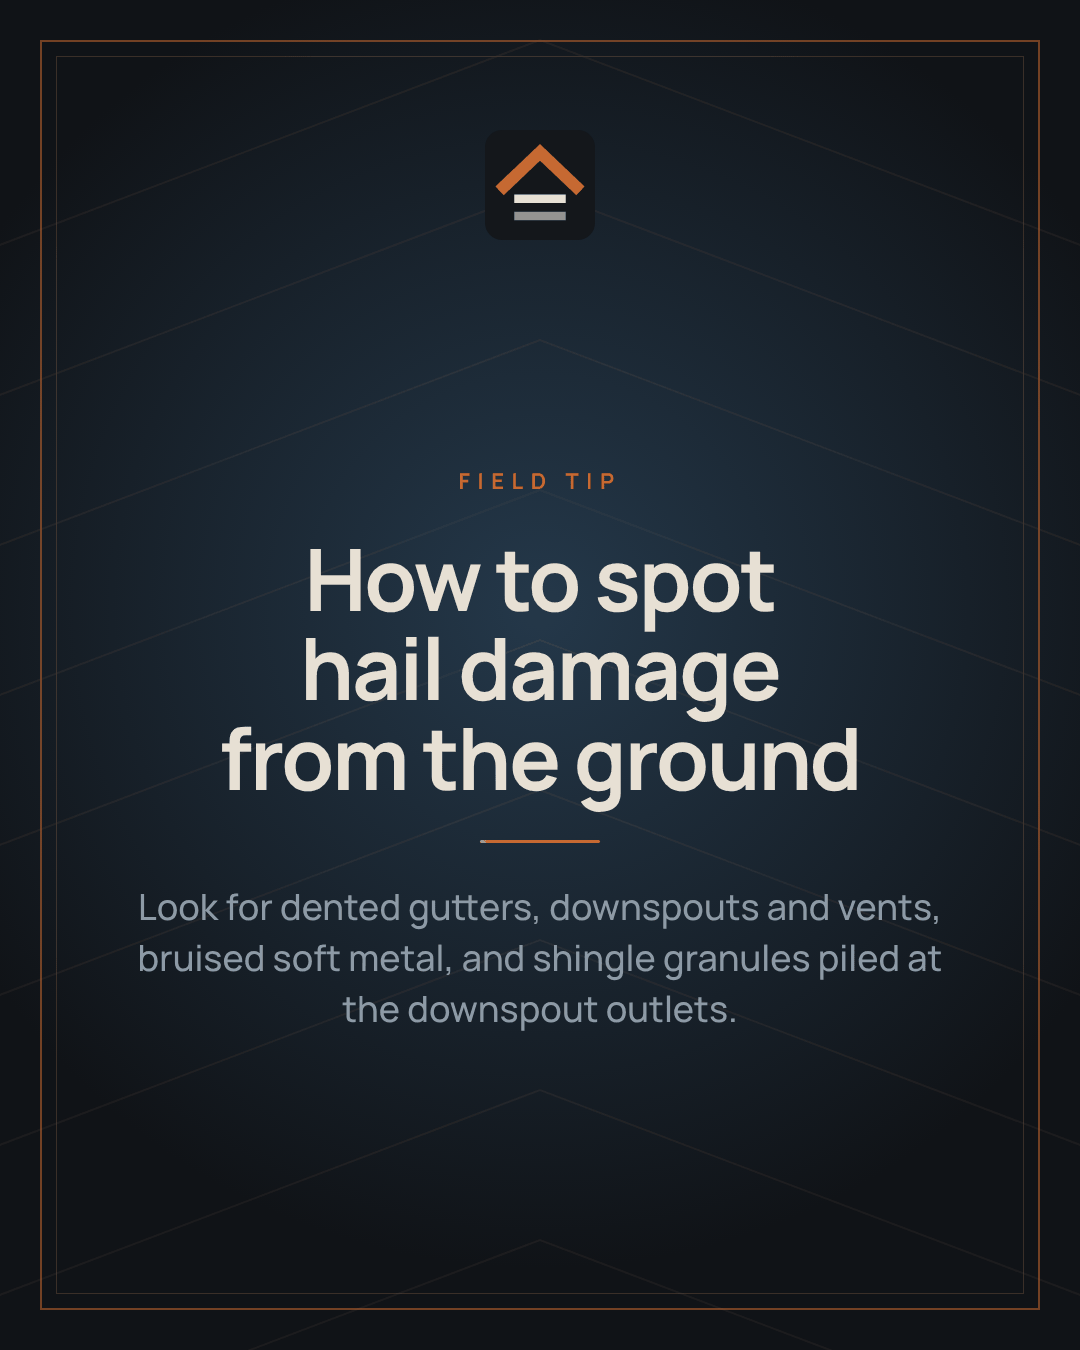 FIELD TIP
How to spot
hail damage
from the ground
Look for dented gutters, downspouts and vents,
bruised soft metal, and shingle granules piled at
the downspout outlets.